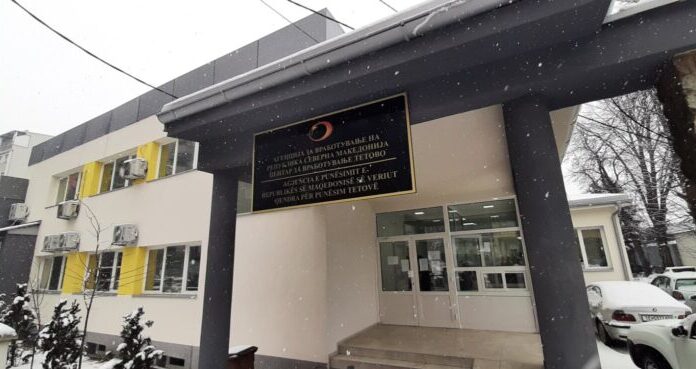 АГЕНЦИЈА ЗА ВРАБОТУВАЊЕ НА
РЕПУБЛИКА СЕВЕРНА МАКЕДОНИЈА
ЦЕНТАР ЗА ВРАБОТУВАЊЕ ТЕТОВО
AGJENCIA E PUNËSIMIT E
REPUBLIKËS SË MAQEDONISË SË VERIUT
QENDRA PËR PUNËSIM TETOVË